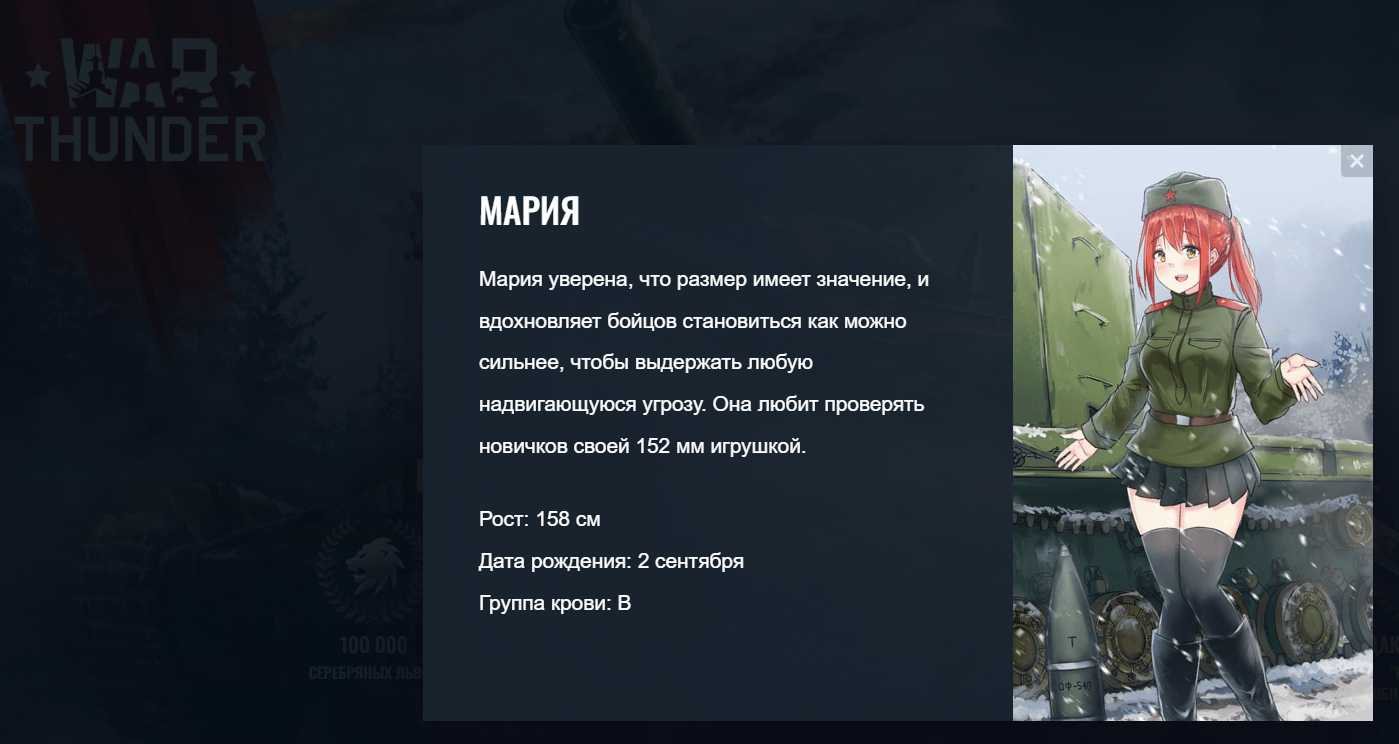 WAR
THUNDER
МАРИЯ
Мария уверена, что размер имеет значение, и
вдохновляет бойцов становиться как можно
сильнее, чтобы выдержать любую
надвигающуюся угрозу. Она любит проверять
новичков своей 152 мм игрушкой.
Рост: 158 см
Дата рождения: 2 сентября
Группа крови: B
Т
ОФ-540
100 000
СЕРЕБРЯНЫХ ЛЬВ